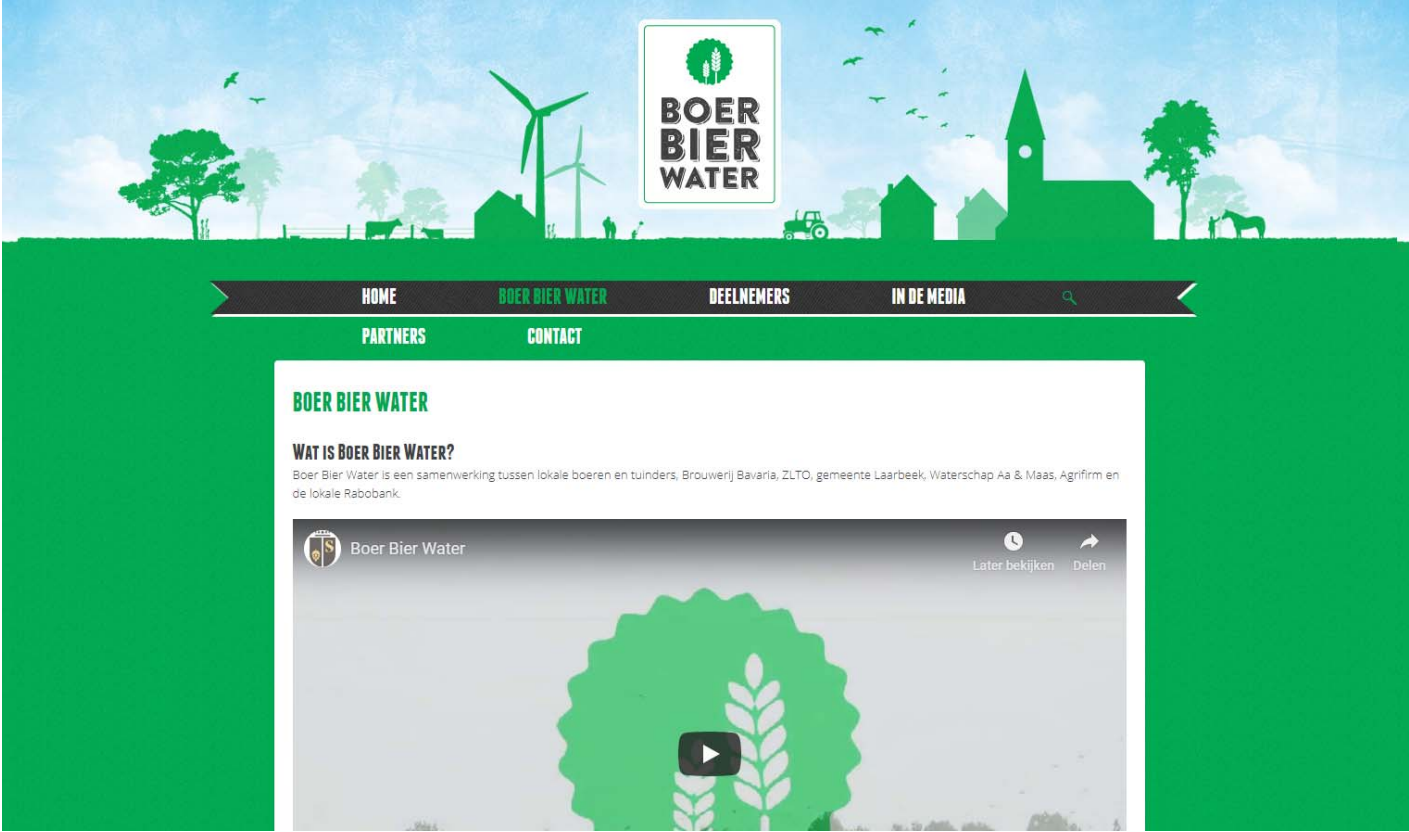 BOER
BIER
WATER
HOME BOER BIER WATER DEELNEMERS IN DE MEDIA
PARTNERS CONTACT
BOER BIER WATER
WAT IS BOER BIER WATER?
Boer Bier Water is een samenwerking tussen lokale boeren en tuinders, Brouwerij Bavaria, ZLTO, gemeente Laarbeek, Waterschap Aa & Maas, Agrifirm en
de lokale Rabobank.
S
Boer Bier Water
Later bekijken Delen